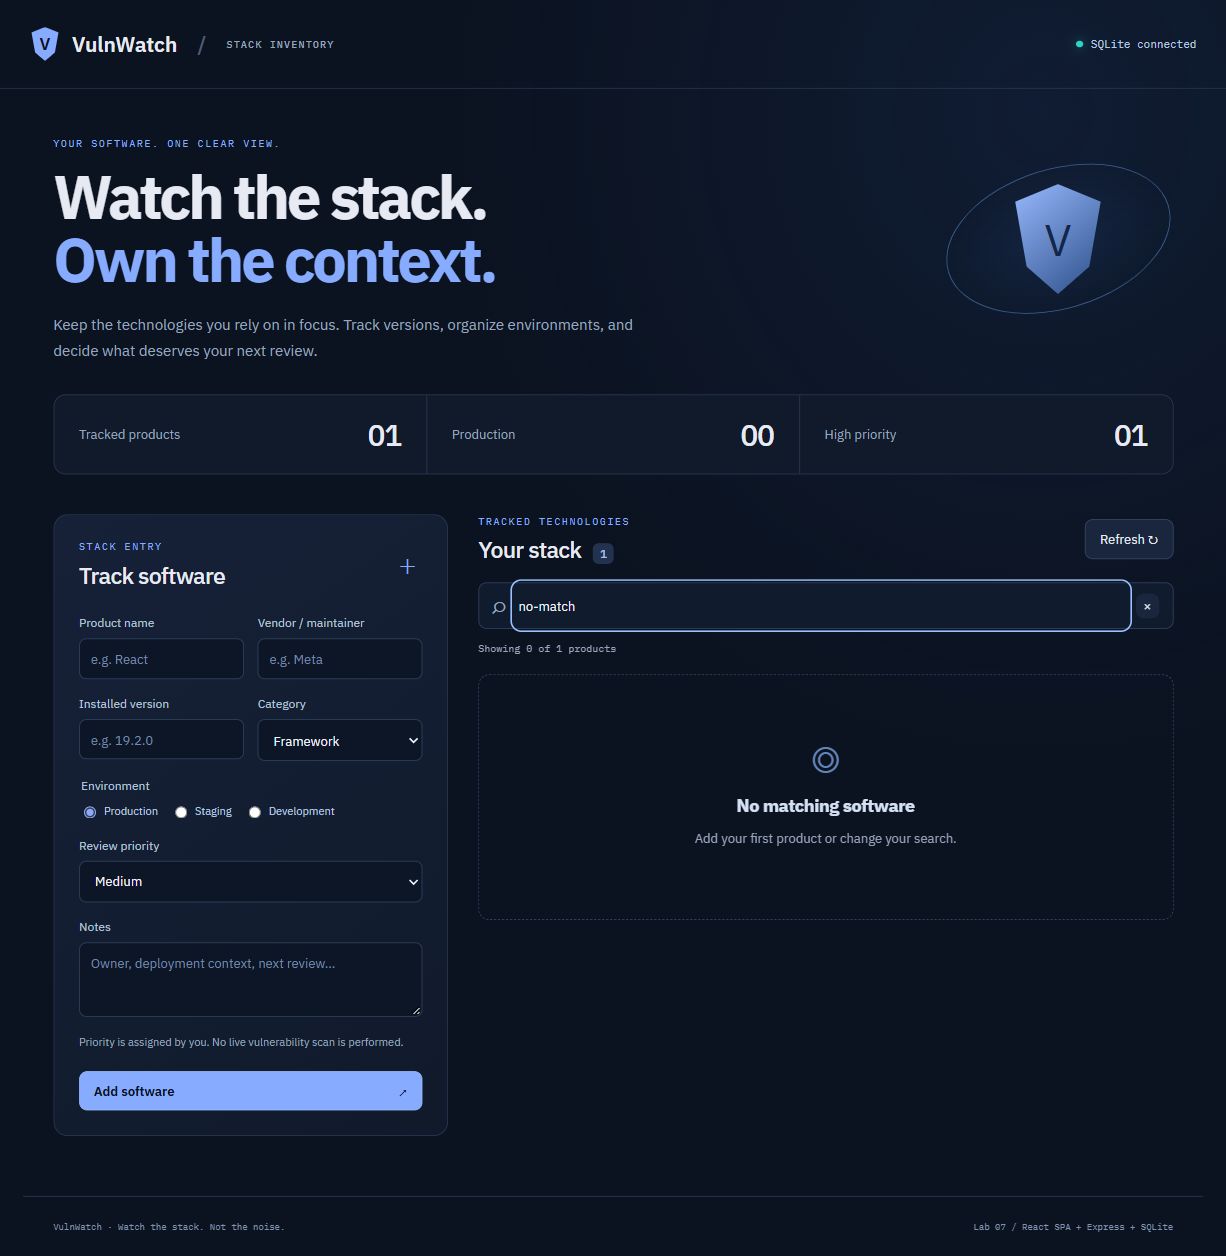 V VulnWatch / STACK INVENTORY
SQLite connected
YOUR SOFTWARE. ONE CLEAR VIEW.
Watch the stack.
Own the context.
V
Keep the technologies you rely on in focus. Track versions, organize environments, and
decide what deserves your next review.
Tracked products 01
Production 00
High priority 01
STACK ENTRY
Track software +
Product name
e.g. React
Vendor / maintainer
e.g. Meta
Installed version
e.g. 19.2.0
Category
Framework
Environment
Production Staging Development
Review priority
Medium
Notes
Owner, deployment context, next review...
Priority is assigned by you. No live vulnerability scan is performed.
Add software ↗
TRACKED TECHNOLOGIES
Your stack 1
Refresh ↻
no-match ×
Showing 0 of 1 products
No matching software
Add your first product or change your search.
VulnWatch · Watch the stack. Not the noise.
Lab 07 / React SPA + Express + SQLite